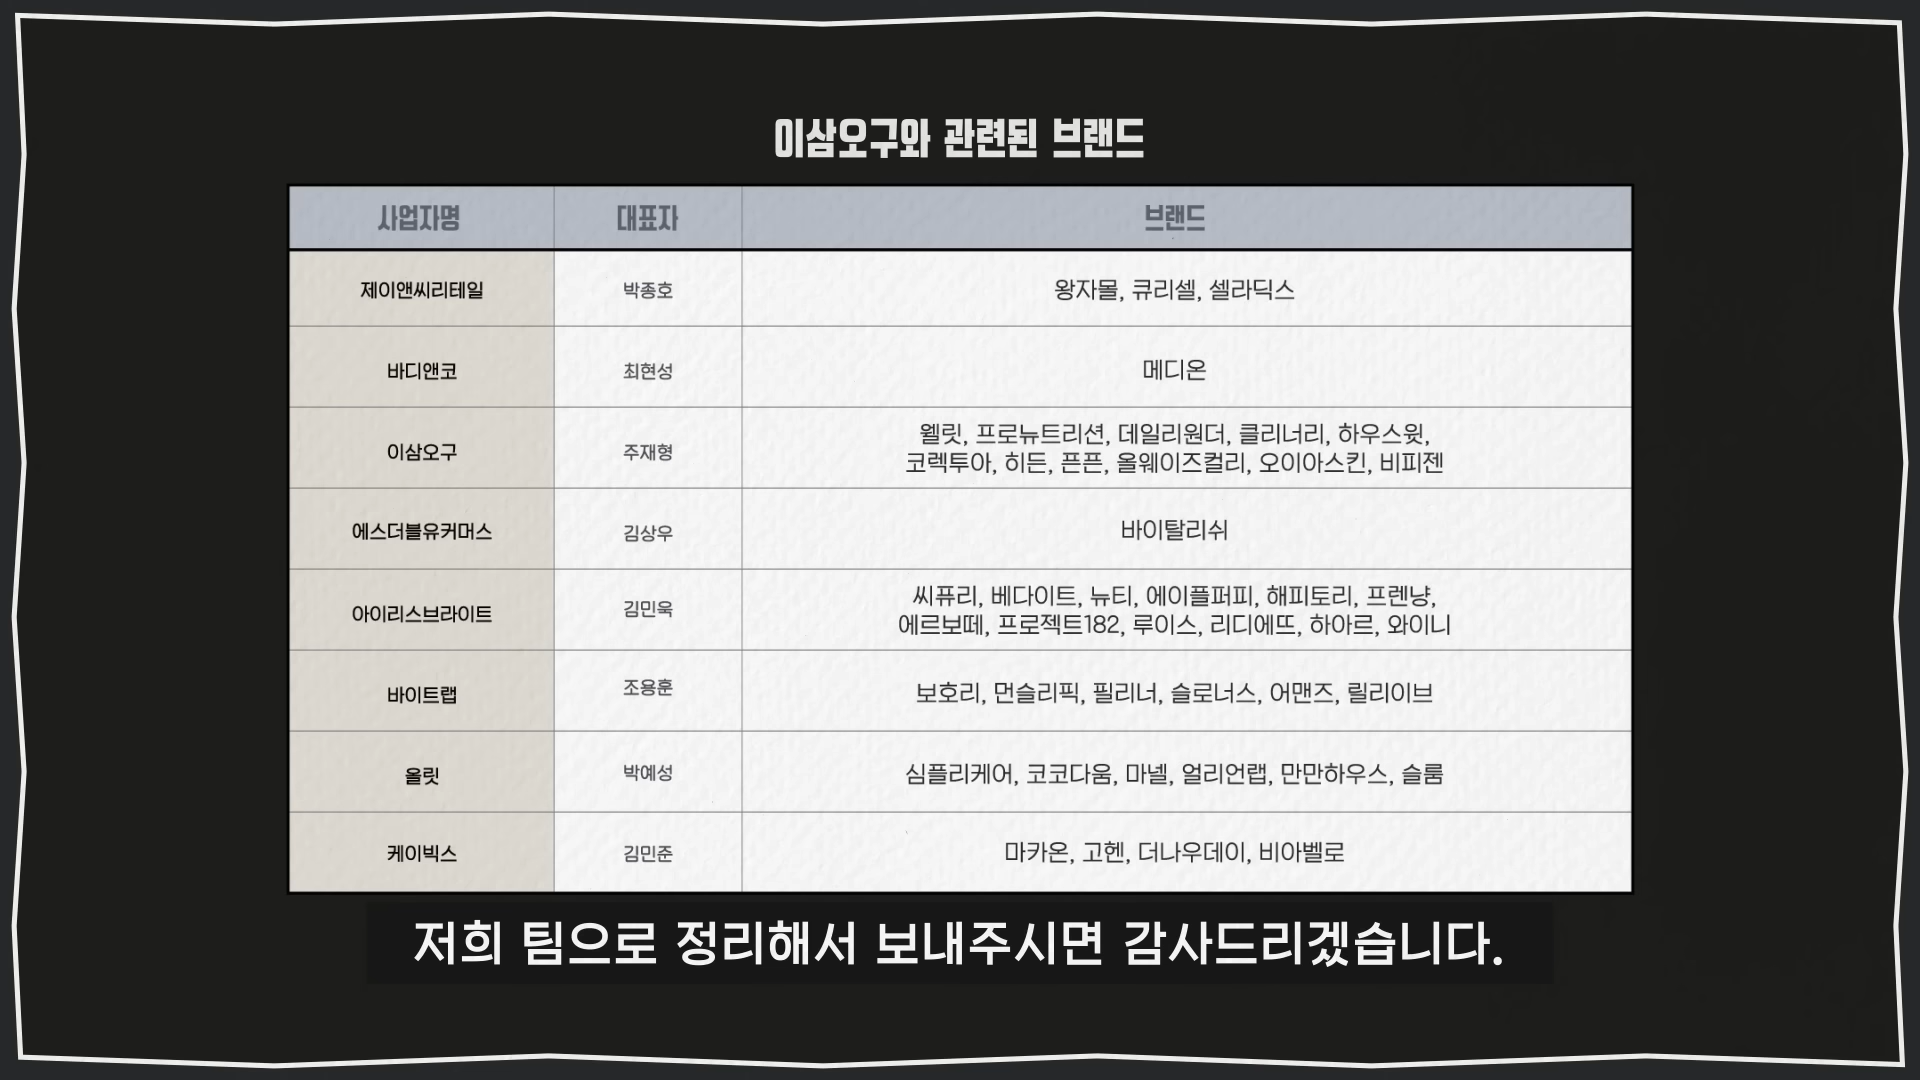 이삼오구와 관련된 브랜드
사업자명 대표자 브랜드
제이앤씨리테일 박종호 왕자몰, 큐리셀, 셀라딕스
바디앤코 최현성 메디온
이삼오구 주재형 웰릿, 프로뉴트리션, 데일리원더, 클리너리, 하우스윗,
코렉투아, 히든, 픈픈, 올웨이즈컬리, 오이아스킨, 비피젠
에스더블유커머스 김상우 바이탈리쉬
아이리스브라이트 김민욱 씨퓨리, 베다이트, 뉴티, 에이플퍼피, 해피토리, 프렌냥,
에르보떼, 프로젝트182, 루이스, 리디에뜨, 하아르, 와이니
바이트랩 조용훈 보호리, 먼슬리픽, 필리너, 슬로너스, 어맨즈, 릴리이브
올릿 박예성 심플리케어, 코코다움, 마넬, 얼리언랩, 만만하우스, 슬룸
케이빅스 김민준 마카온, 고헨, 더나우데이, 비아벨로
저희 팀으로 정리해서 보내주시면 감사드리겠습니다.